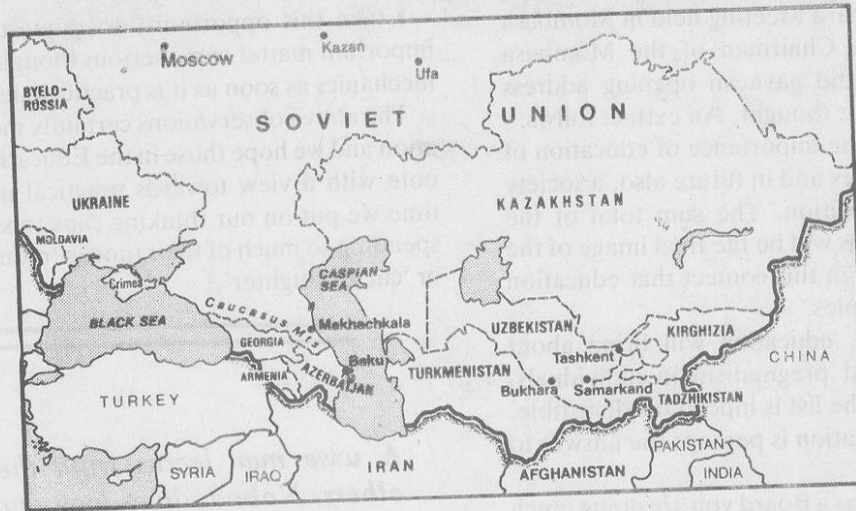 Moscow
Kazan
Ufa
BYELO-
RUSSIA
SOVET UNION
UKRAINE
KAZAKHSTAN
MOLDAVIA
Crimea
CASPIAN
SEA
BLACK SEA
CAUCASUS MTS
Makhachkala
GEORGIA
UZBEKISTAN
KIRGHIZIA
Baku
Tashkent
ARMENIA
AZERBAIJAN
TURKMENISTAN
CHINA
Bukhara
Samarkand
TADZHIKISTAN
TURKEY
PAKISTAN
SYRIA
IRAQ
IRAN
AFGHANISTAN
INDIA